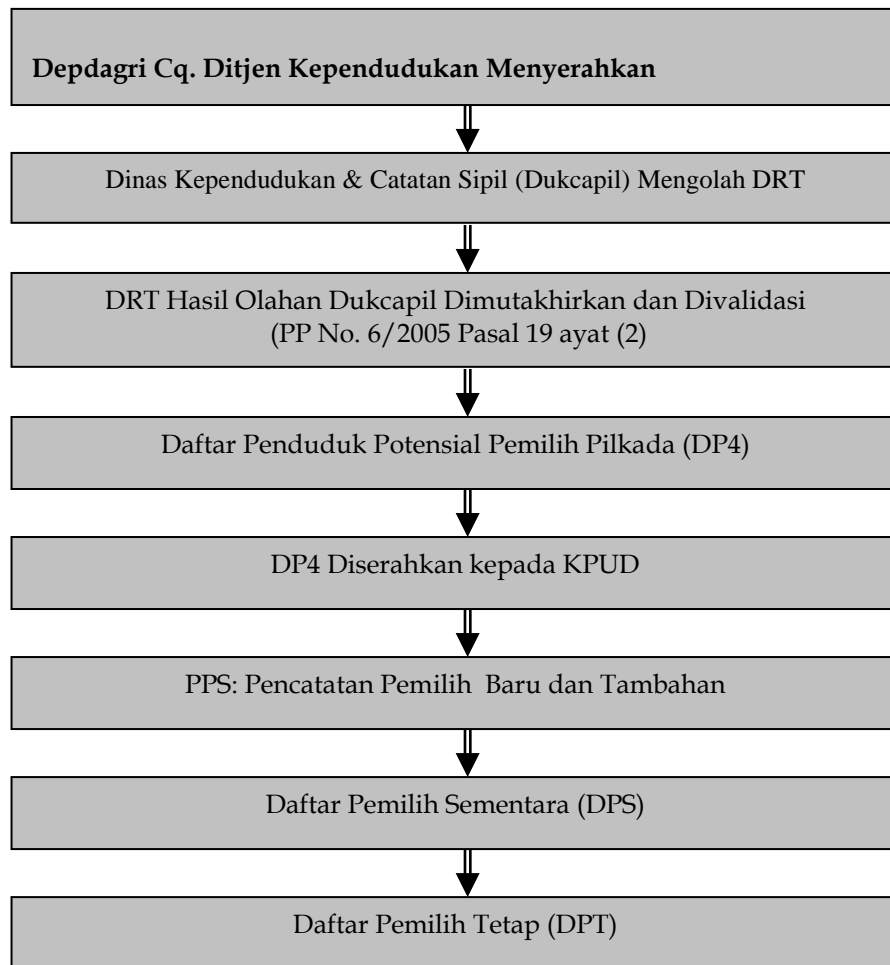 Depdagri Cq. Ditjen Kependudukan Menyerahkan
Dinas Kependudukan & Catatan Sipil (Dukcapil) Mengolah DRT
DRT Hasil Olahan Dukcapil Dimutakhirkan dan Divalidasi
(PP No. 6/2005 Pasal 19 ayat (2)
Daftar Penduduk Potensial Pemilih Pilkada (DP4)
DP4 Diserahkan kepada KPUD
PPS: Pencatatan Pemilih Baru dan Tambahan
Daftar Pemilih Sementara (DPS)
Daftar Pemilih Tetap (DPT)